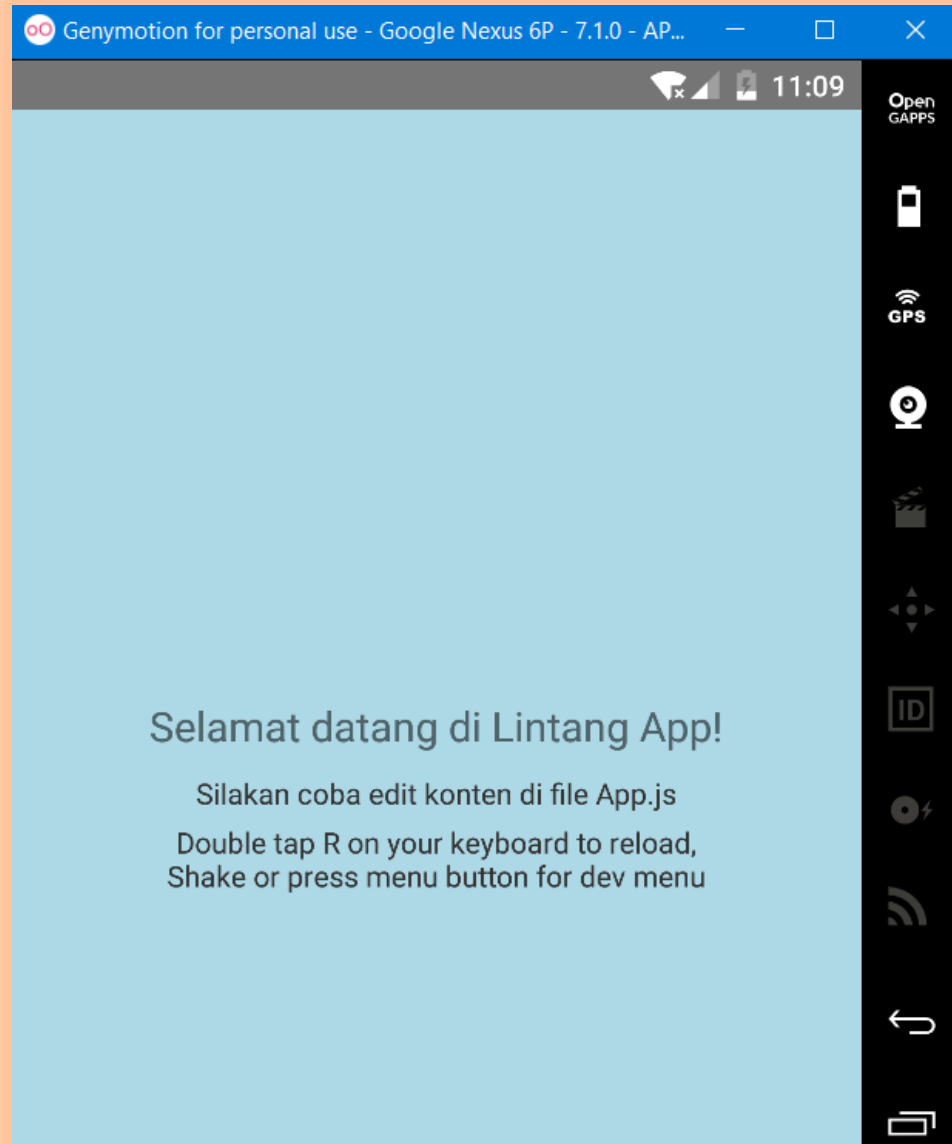 Genymotion for personal use - Google Nexus 6P - 7.1.0 - AP...
11:09
Open
GAPPS
GPS
ID
Selamat datang di Lintang App!
Silakan coba edit konten di file App.js
Double tap R on your keyboard to reload,
Shake or press menu button for dev menu